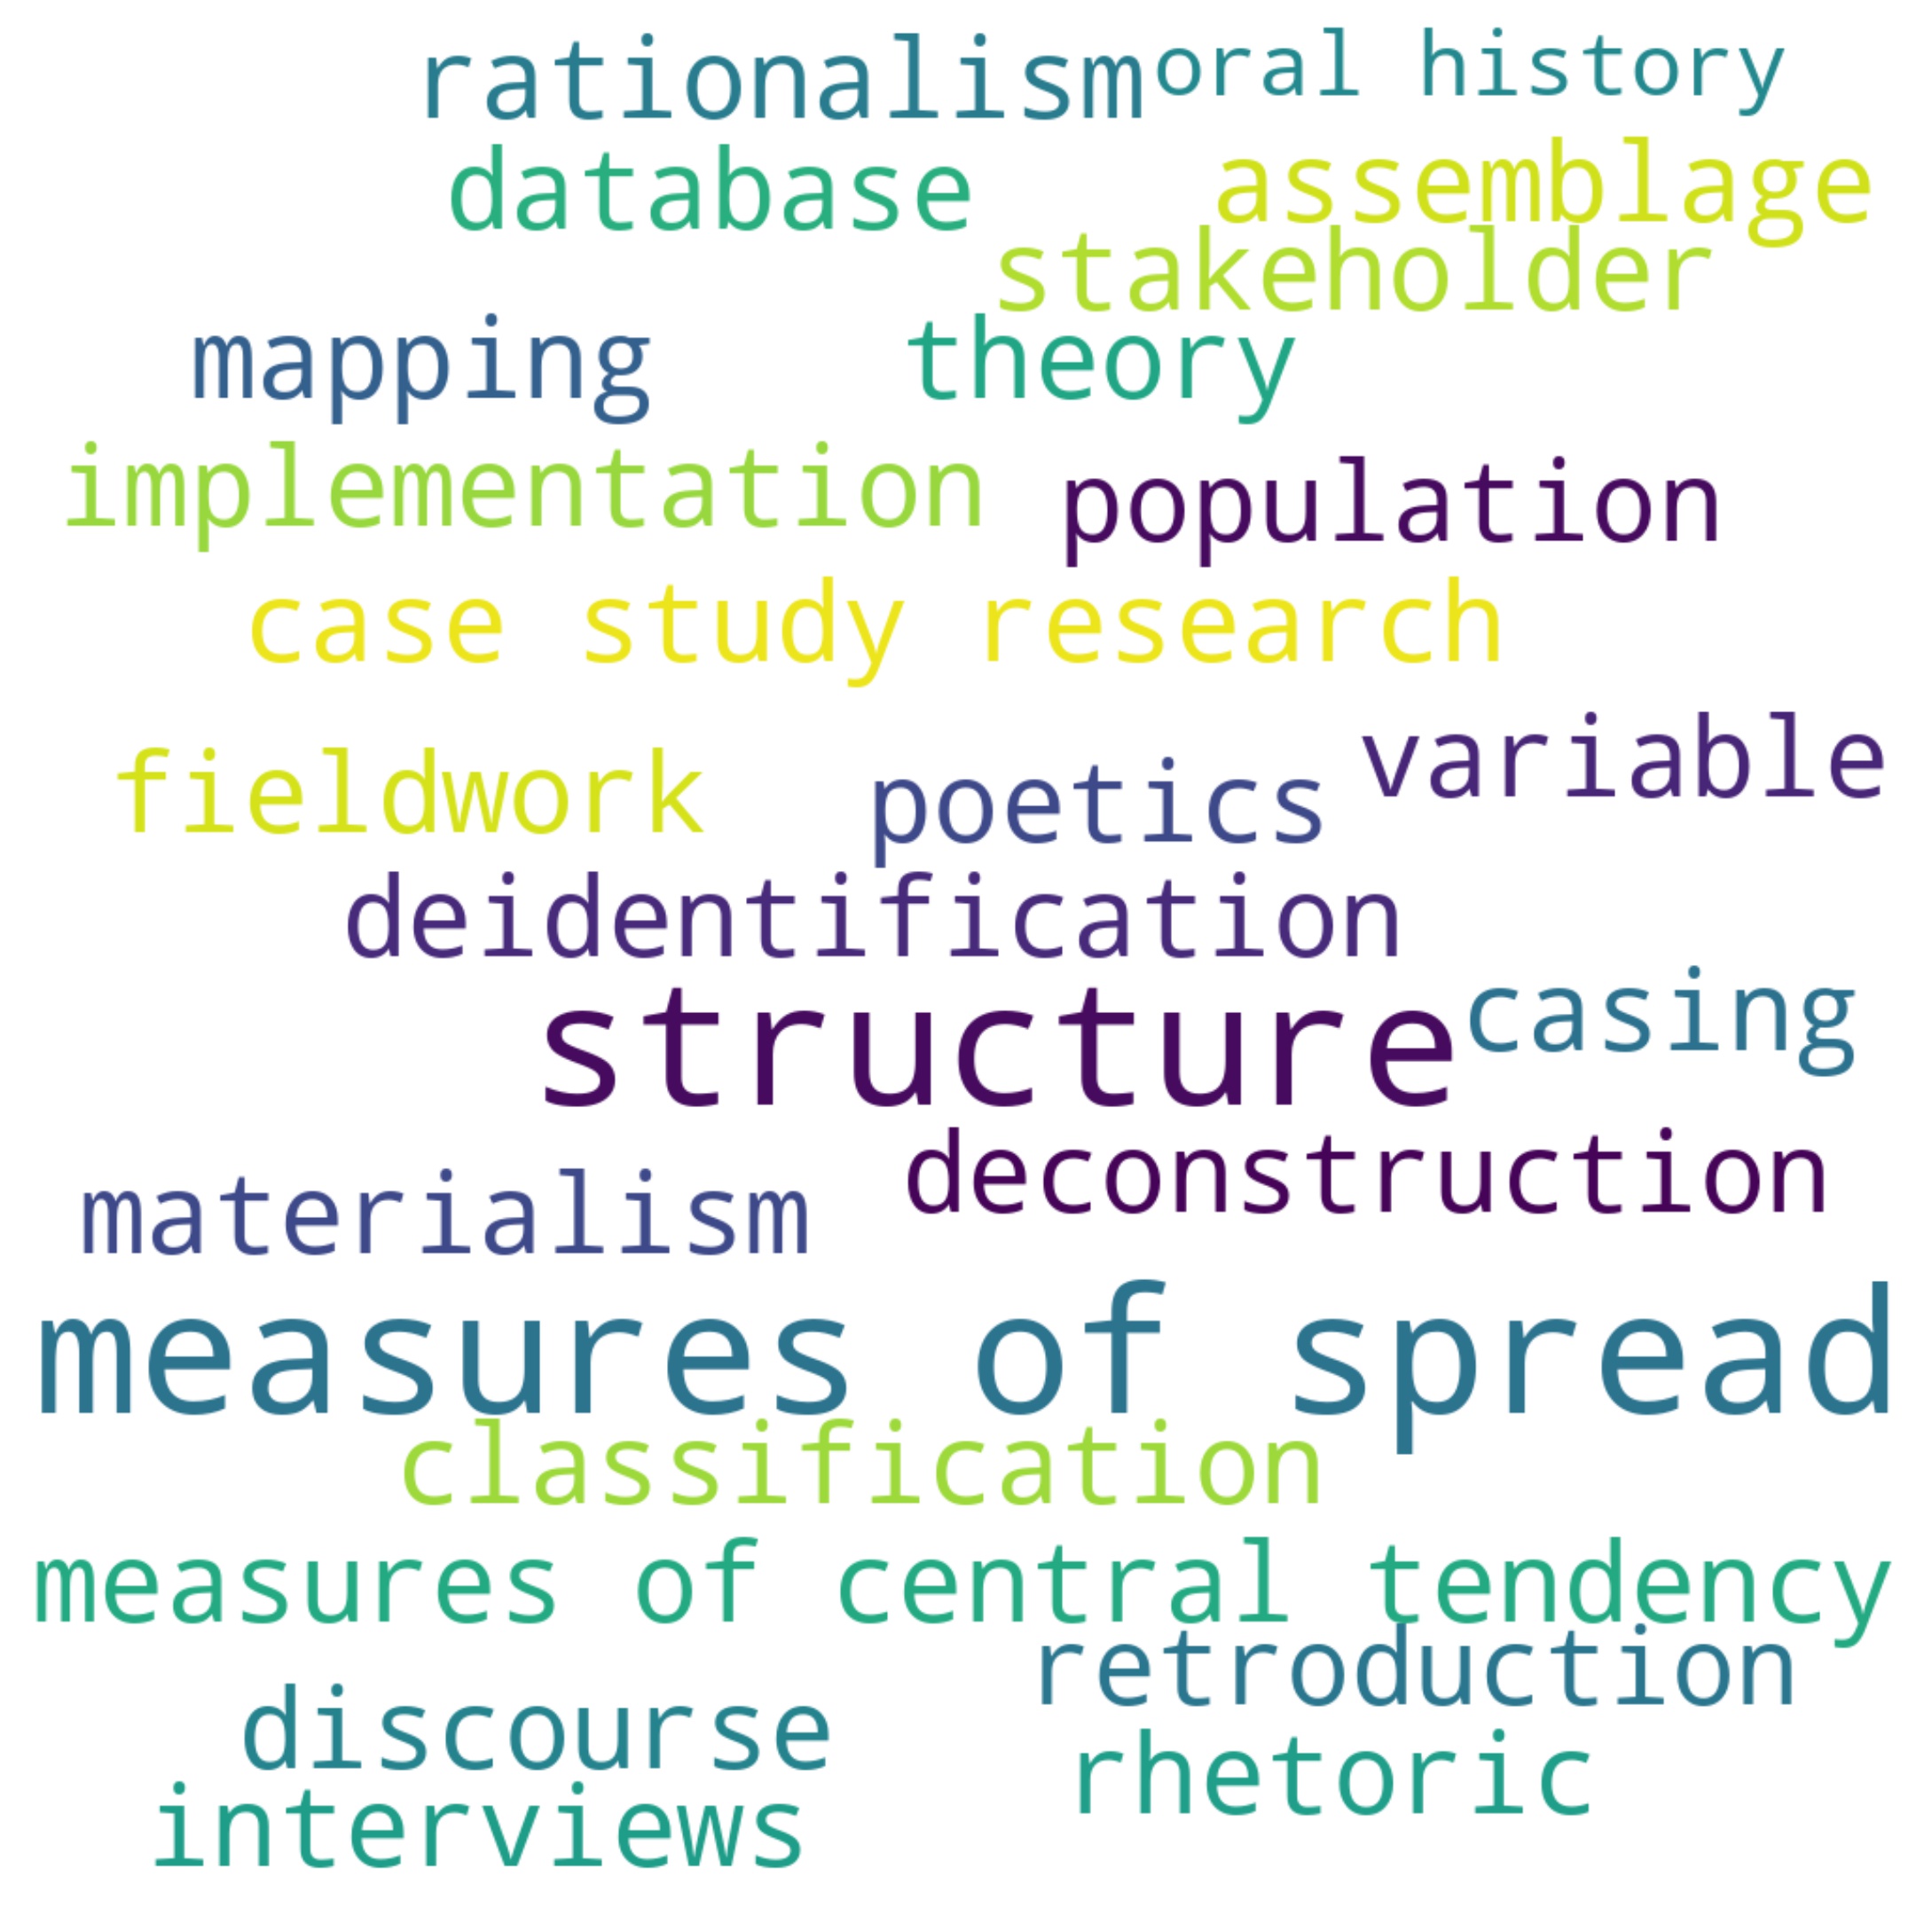 rationalism oral history
database assemblage
stakeholder
mapping theory
implementation population
case study research
fieldwork poetics variable
deidentification
structure casing
materialism deconstruction
measures of spread
classification
measures of central tendency
retroduction
discourse rhetoric
interviews